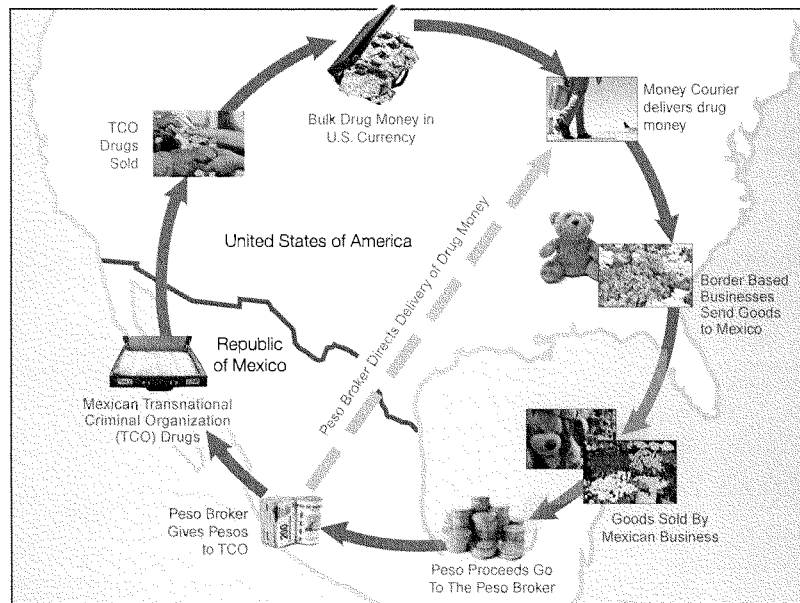 TCO
Drugs
Sold
Bulk Drug Money in
U.S. Currency
Money Courier
delivers drug
money
United States of America
Peso Broker Directs Delivery of Drug Money
Border Based
Businesses
Send Goods
to Mexico
Republic
of Mexico
Mexican Transnational
Criminal Organization
(TCO) Drugs
Peso Broker
Gives Pesos
to TCO
200
Peso Proceeds Go
To The Peso Broker
Goods Sold By
Mexican Business